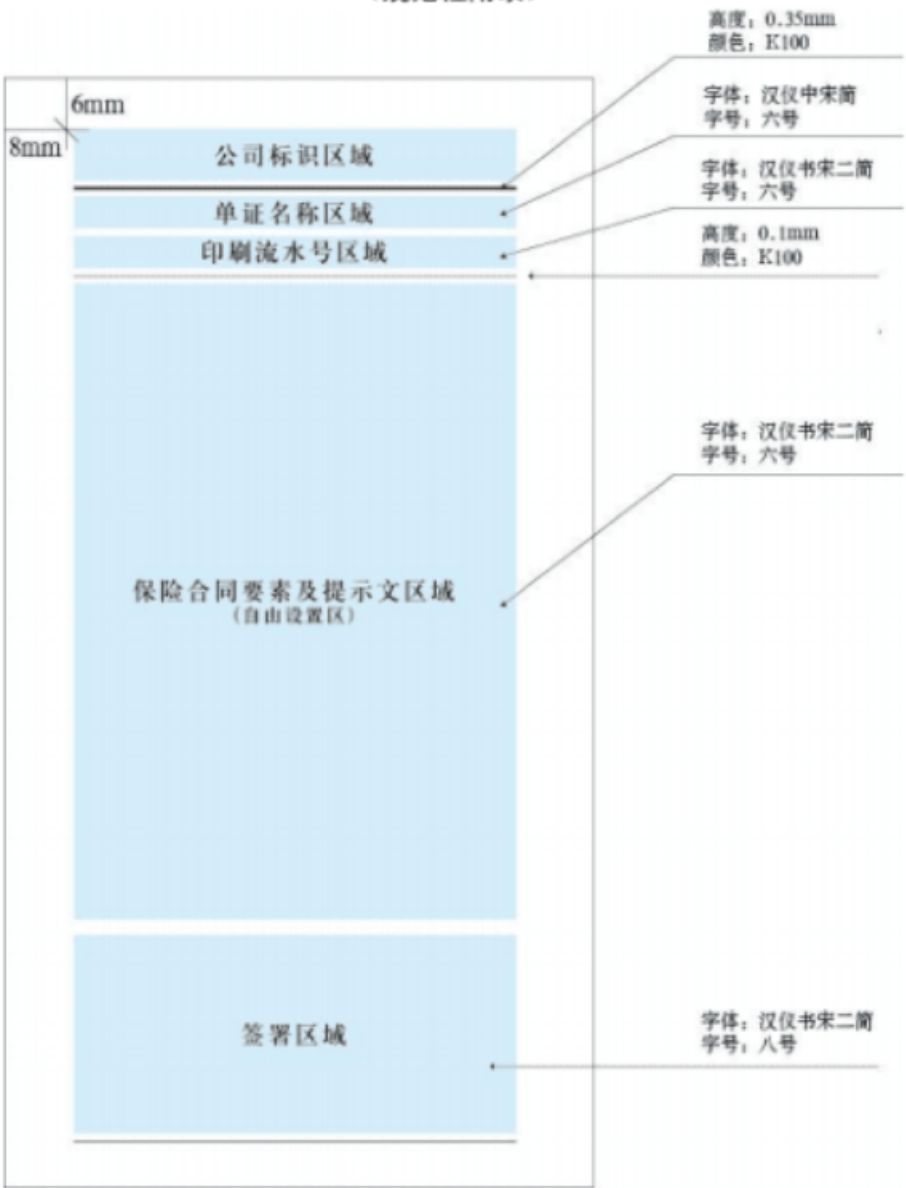 高度：0.35mm
颜色：K100
6mm
字体：汉仪中宋简
字号：六号
8mm
公司标识区域
字体：汉仪书宋二简
字号：六号
单证名称区域
高度：0.1mm
颜色：K100
印刷流水号区域
字体：汉仪书宋二简
字号：六号
保险合同要素及提示文区域
（自由设置区）
签署区域
字体：汉仪书宋二简
字号：八号